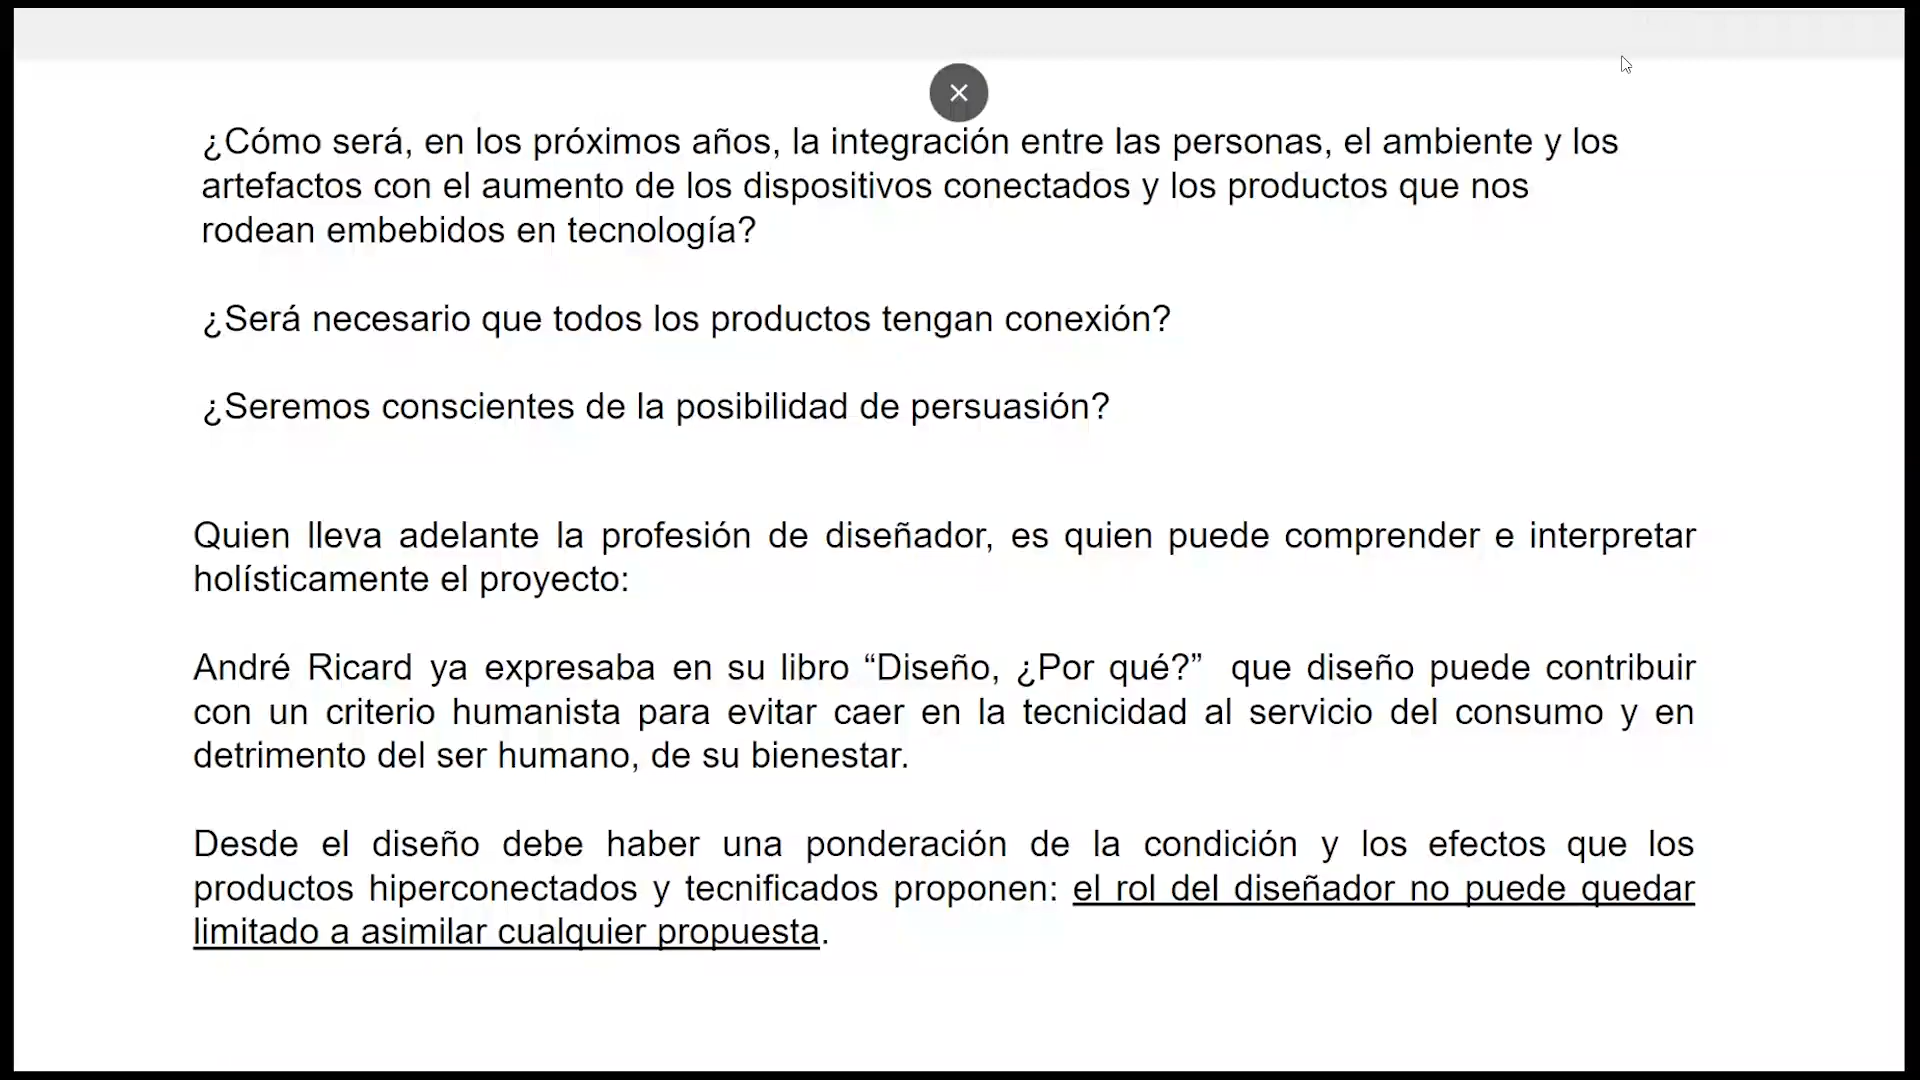 ¿Cómo será, en los próximos años, la integración entre las personas, el ambiente y los
artefactos con el aumento de los dispositivos conectados y los productos que nos
rodean embebidos en tecnología?
¿Será necesario que todos los productos tengan conexión?
¿Seremos conscientes de la posibilidad de persuasión?
Quien lleva adelante la profesión de diseñador, es quien puede comprender e interpretar
holísticamente el proyecto:
André Ricard ya expresaba en su libro “Diseño, ¿Por qué?” que diseño puede contribuir
con un criterio humanista para evitar caer en la tecnicidad al servicio del consumo y en
detrimento del ser humano, de su bienestar.
Desde el diseño debe haber una ponderación de la condición y los efectos que los
productos hiperconectados y tecnificados proponen: el rol del diseñador no puede quedar
limitado a asimilar cualquier propuesta.